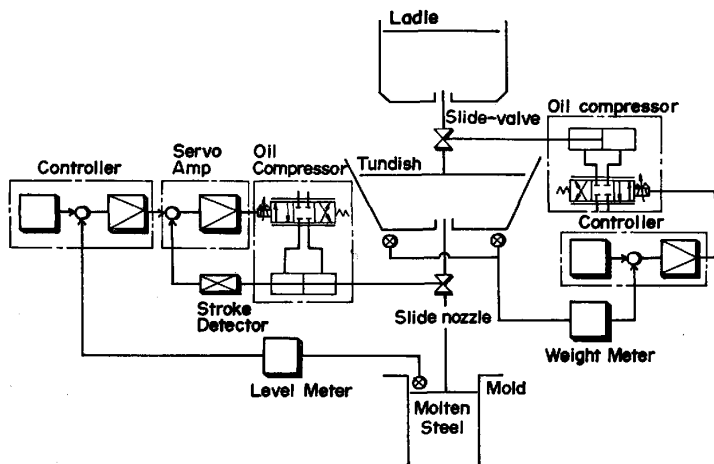 Ladle
Slide-valve
Oil compressor
Controller
Servo
Amp
Oil
Compressor
Tundish
Controller
Stroke
Detector
Slide nozzle
Weight Meter
Level Meter
Mold
Molten
Steel